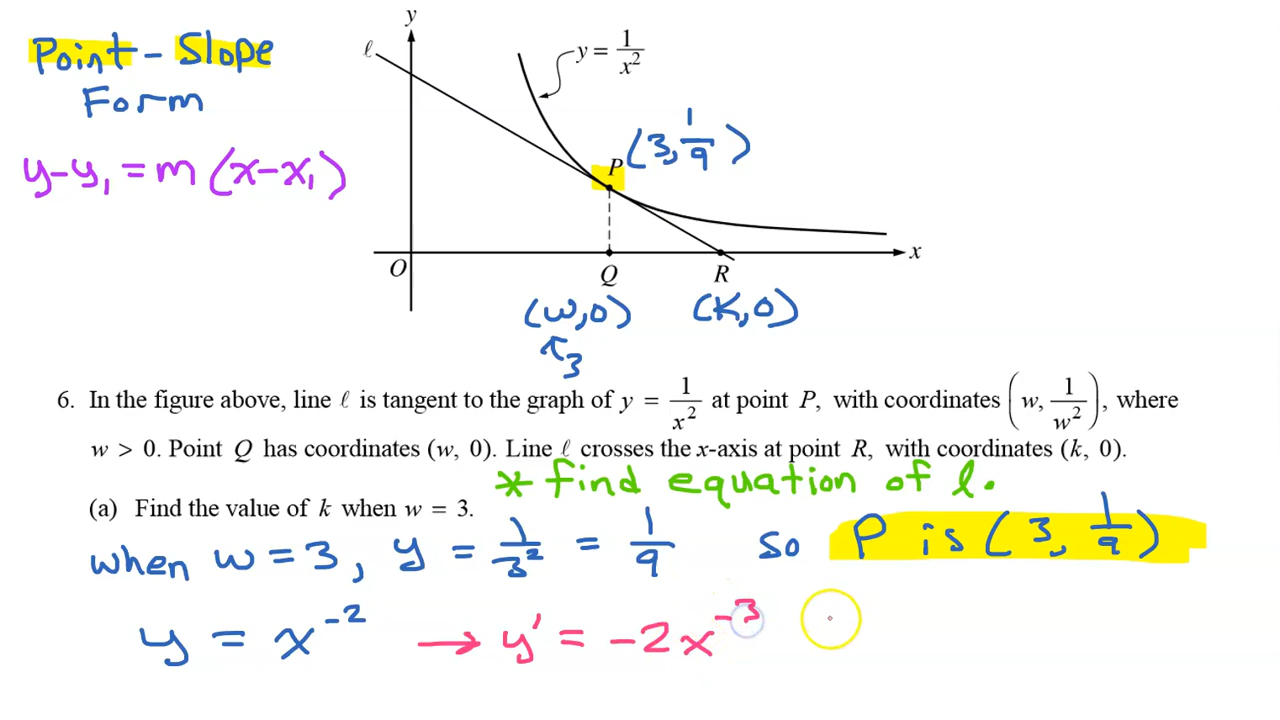 Point - Slope
Form
y-y₁ = m (x-x₁)
y
ℓ
y = 1/x²
P (3, 1/9)
O
Q
R
x
(w,0)
(K,0)
3
6. In the figure above, line ℓ is tangent to the graph of y = 1/x² at point P, with coordinates (w, 1/w²), where
w > 0. Point Q has coordinates (w, 0). Line ℓ crosses the x-axis at point R, with coordinates (k, 0).
* find equation of l.
(a) Find the value of k when w = 3.
when w = 3, y = 1/3² = 1/9 so P is (3, 1/9)
y = x⁻² → y' = -2x⁻³